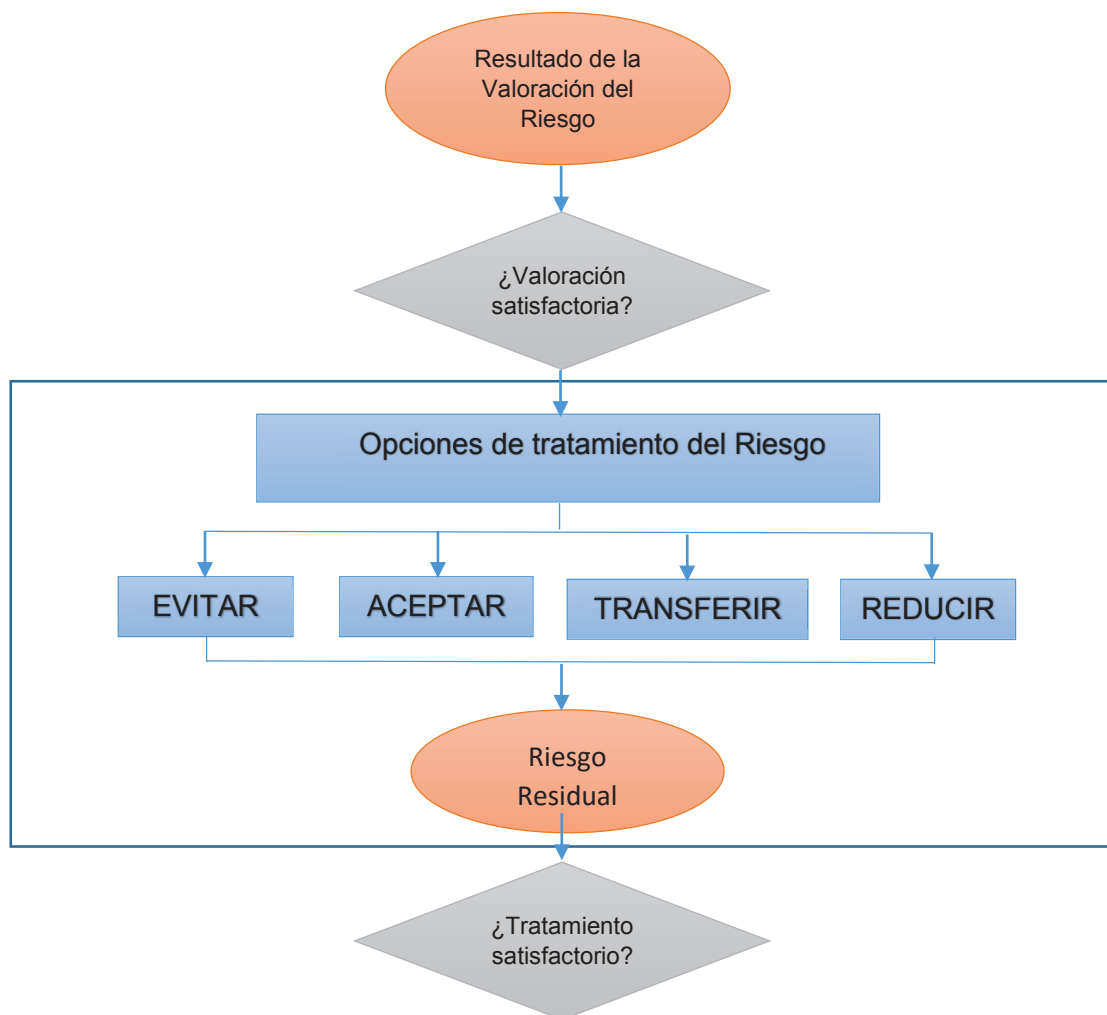 Resultado de la
Valoración del
Riesgo
¿Valoración
satisfactoria?
Opciones de tratamiento del Riesgo
EVITAR
ACEPTAR
TRANSFERIR
REDUCIR
Riesgo
Residual
¿Tratamiento
satisfactorio?